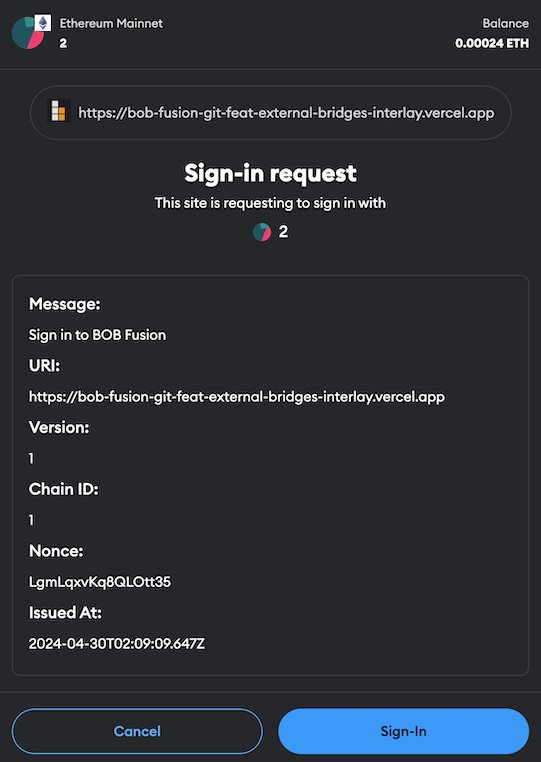 Ethereum Mainnet
2
Balance
0.00024 ETH
https://bob-fusion-git-feat-external-bridges-interlay.vercel.app
Sign-in request
This site is requesting to sign in with
2
Message:
Sign in to BOB Fusion
URI:
https://bob-fusion-git-feat-external-bridges-interlay.vercel.app
Version:
1
Chain ID:
1
Nonce:
LgmLqxvKq8QLOtt35
Issued At:
2024-04-30T02:09:09.647Z
Cancel
Sign-In